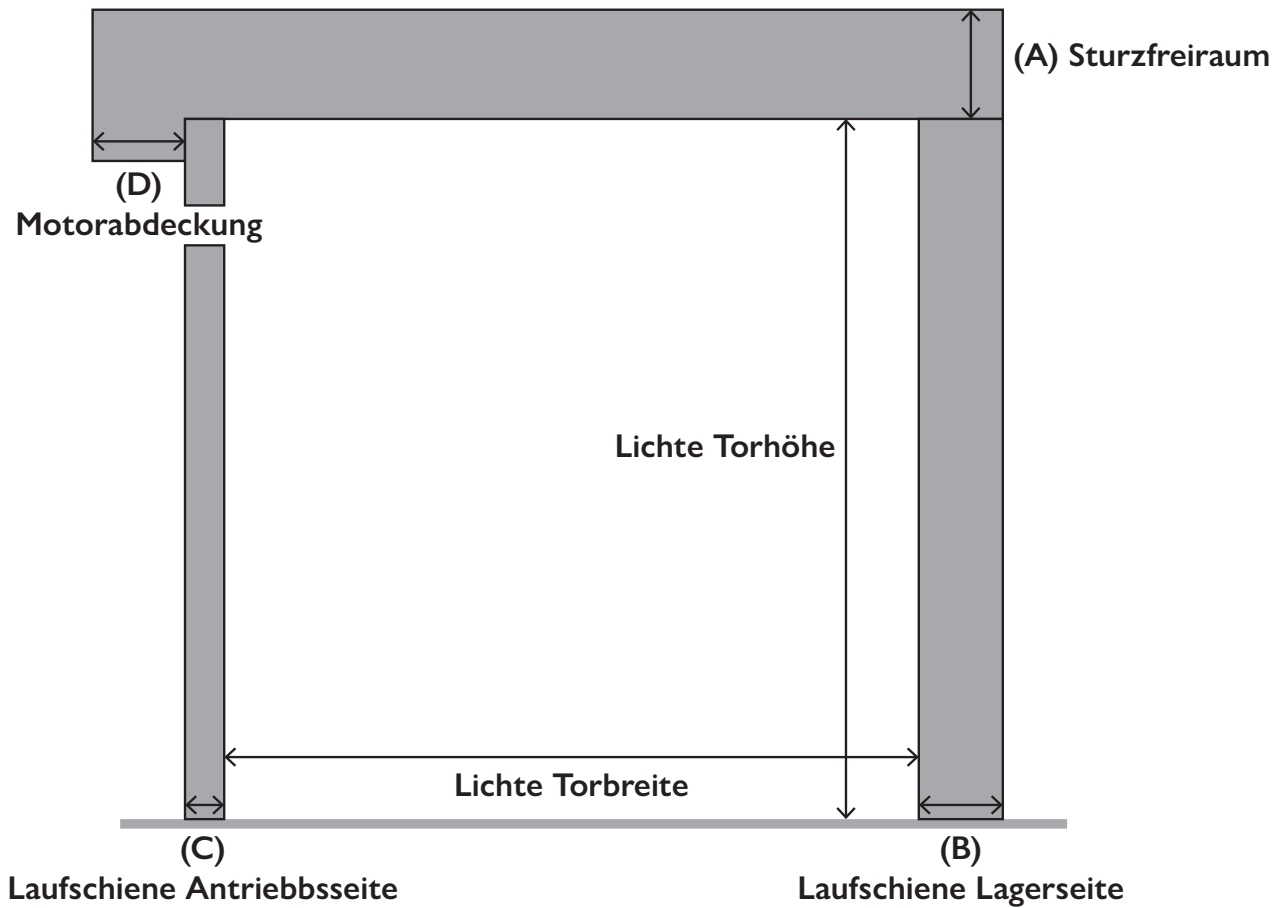 (A) Sturzfreiraum
(D)
Motorabdeckung
Lichte Torhöhe
Lichte Torbreite
(C)
Laufschiene Antriebbsseite
(B)
Laufschiene Lagerseite